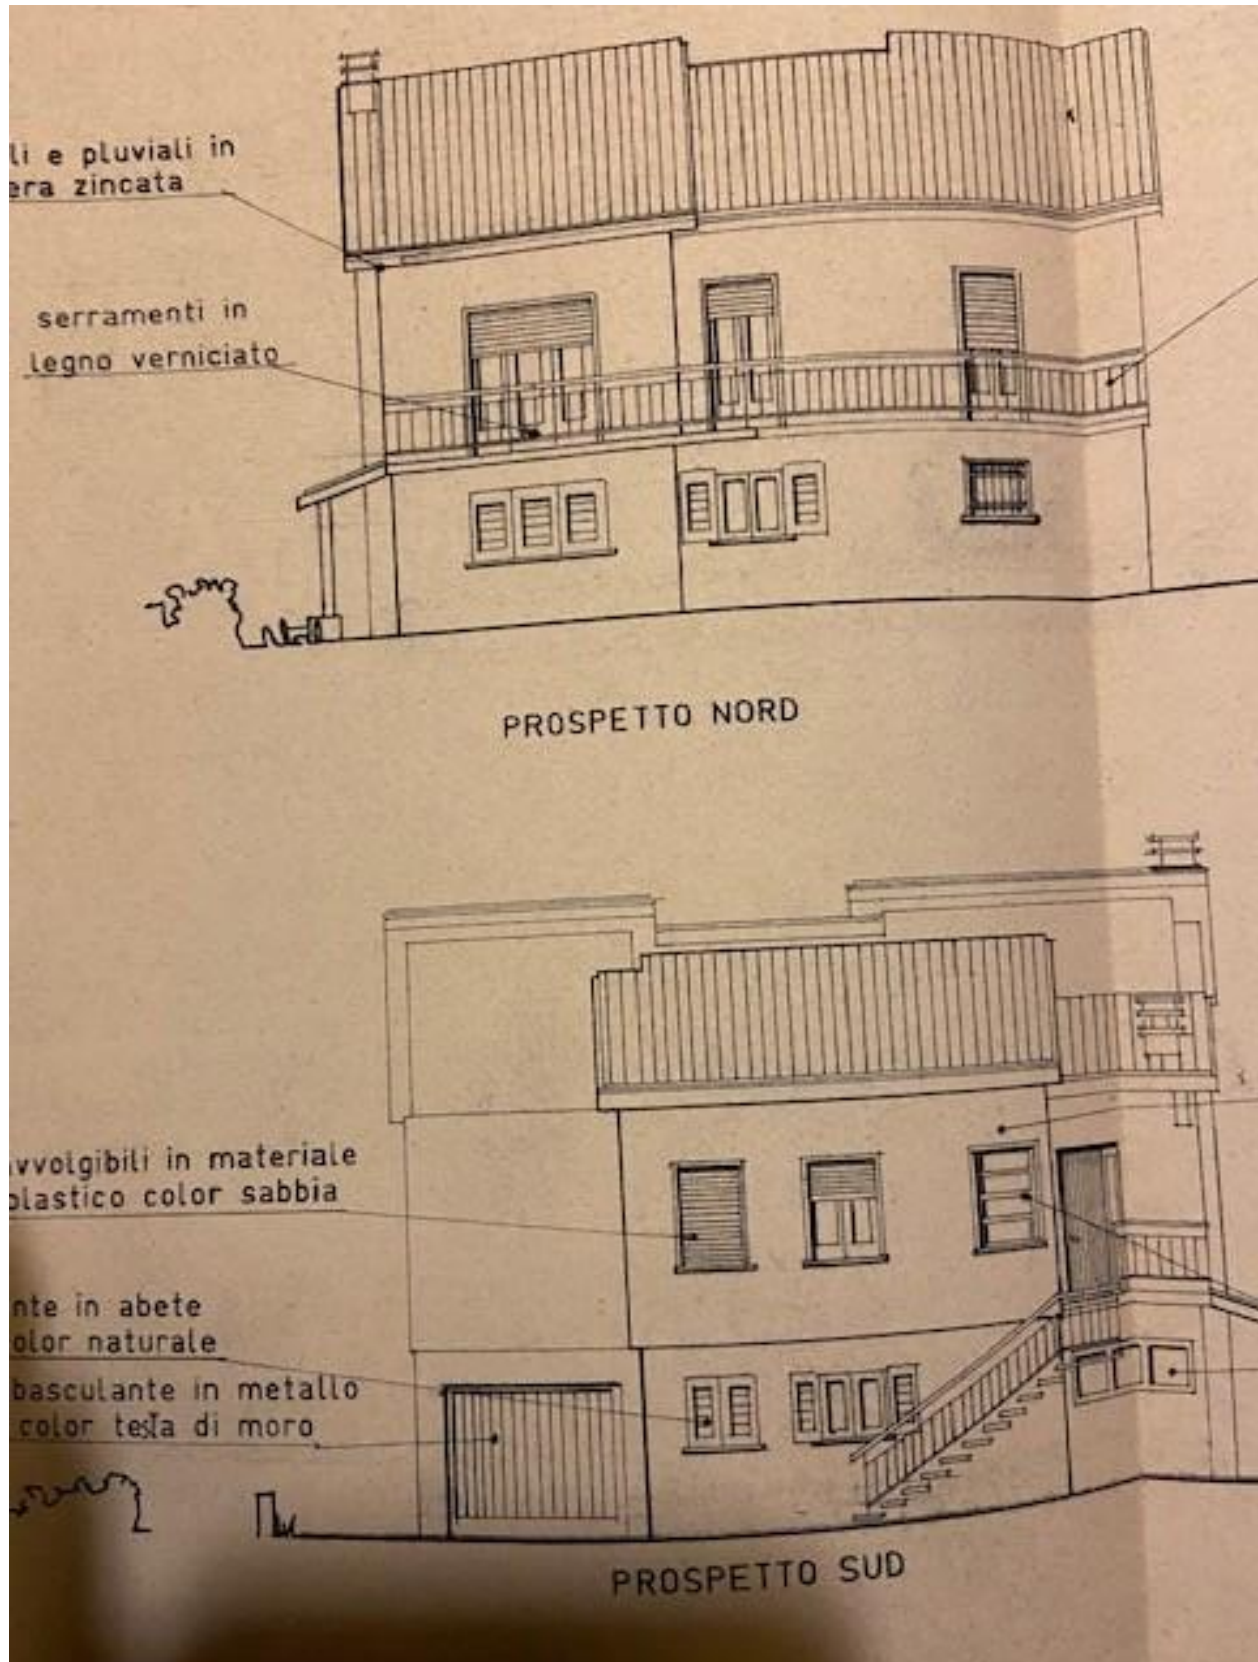 li e pluviali in
era zincata
serramenti in
legno verniciato
PROSPETTO NORD
vvolgibili in materiale
plastico color sabbia
nte in abete
olor naturale
basculante in metallo
color testa di moro
PROSPETTO SUD